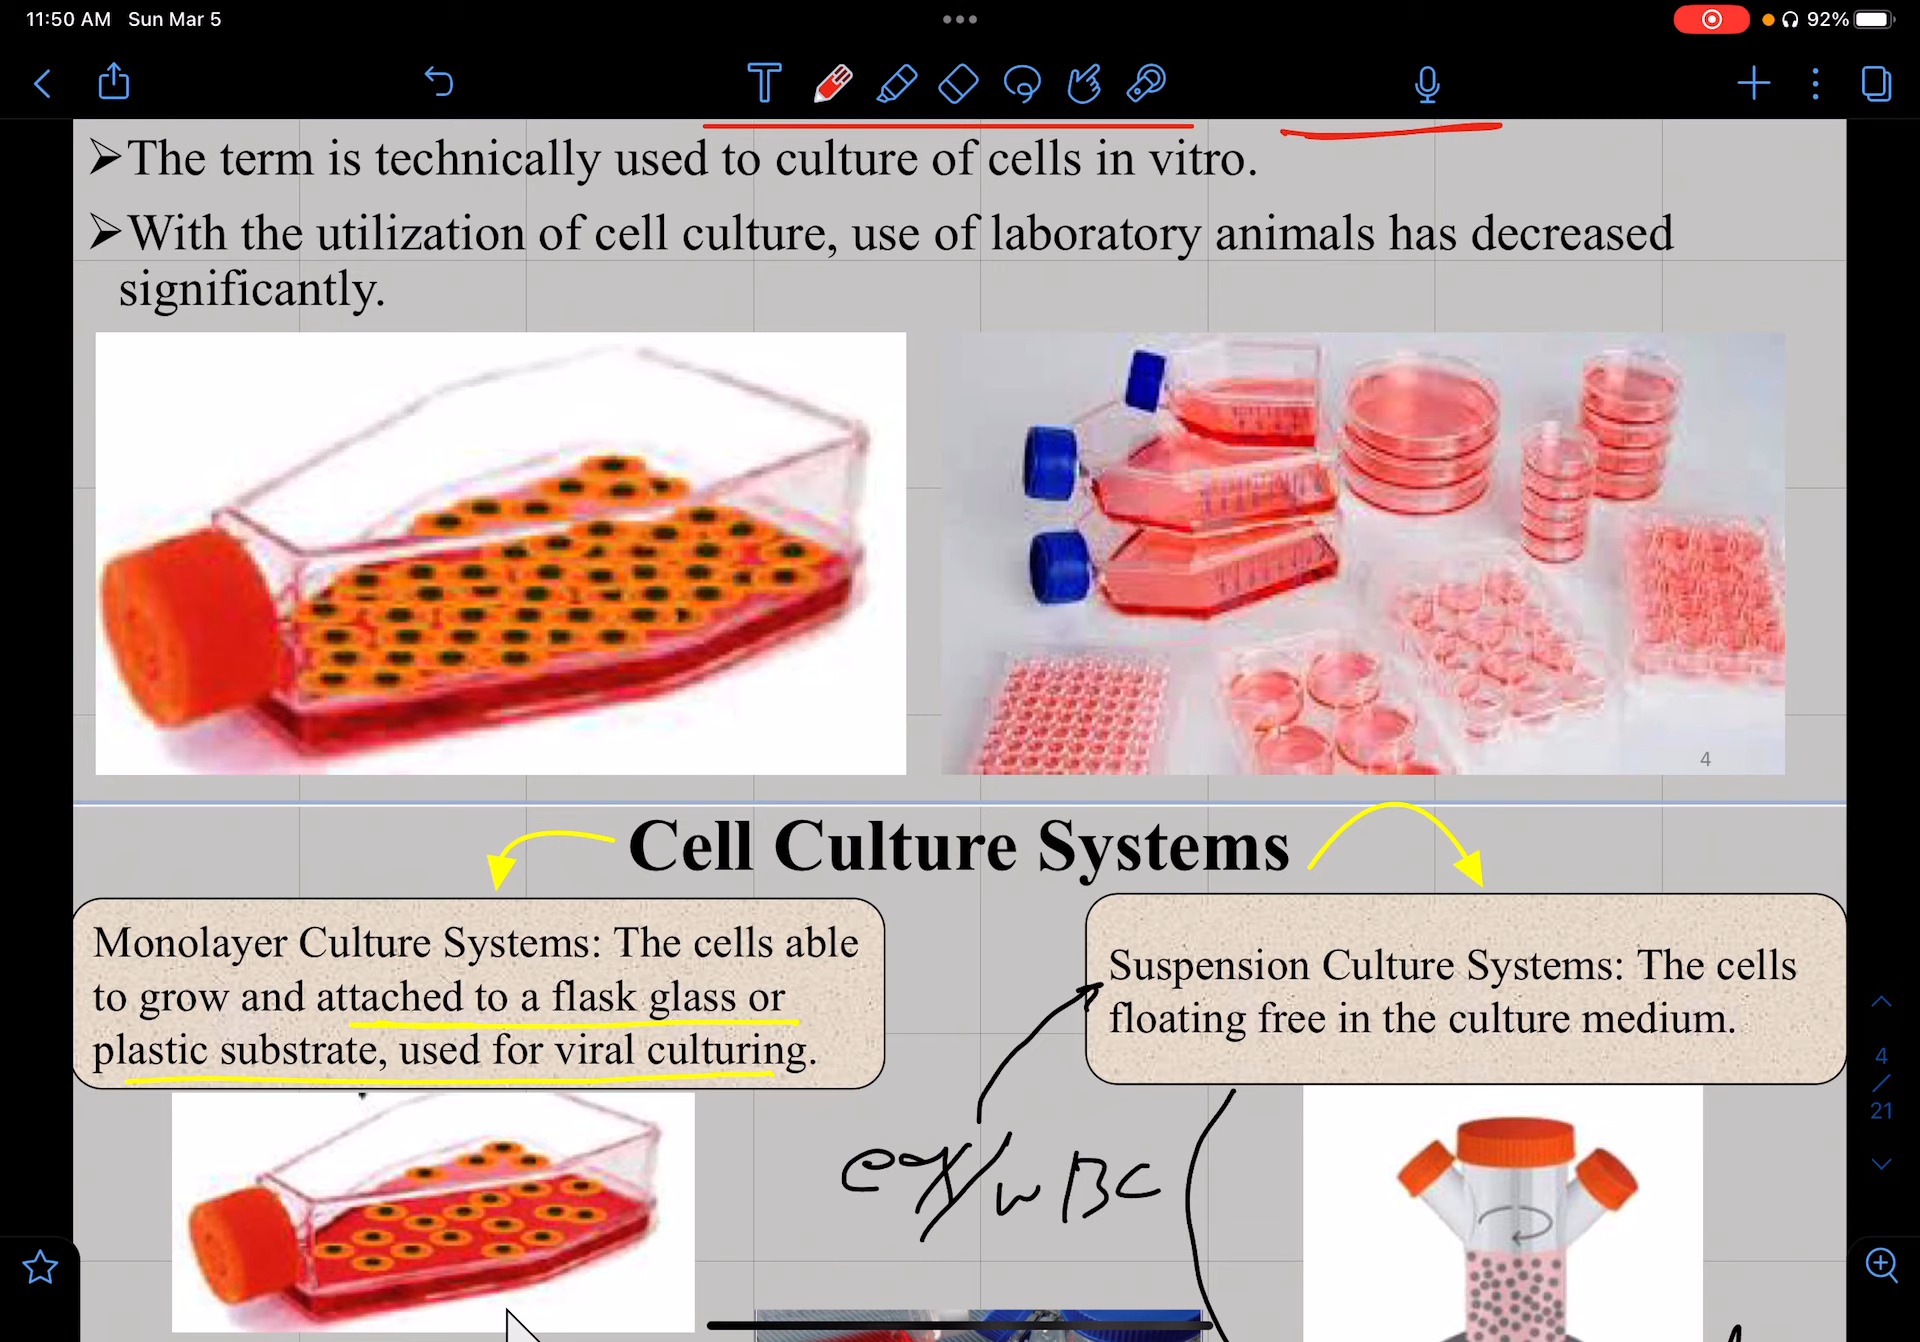 11:50 AM Sun Mar 5
92%
➢The term is technically used to culture of cells in vitro.
➢With the utilization of cell culture, use of laboratory animals has decreased
significantly.
4
Cell Culture Systems
Monolayer Culture Systems: The cells able
to grow and attached to a flask glass or
plastic substrate, used for viral culturing.
Suspension Culture Systems: The cells
floating free in the culture medium.
4
/
21
ex/ WBC